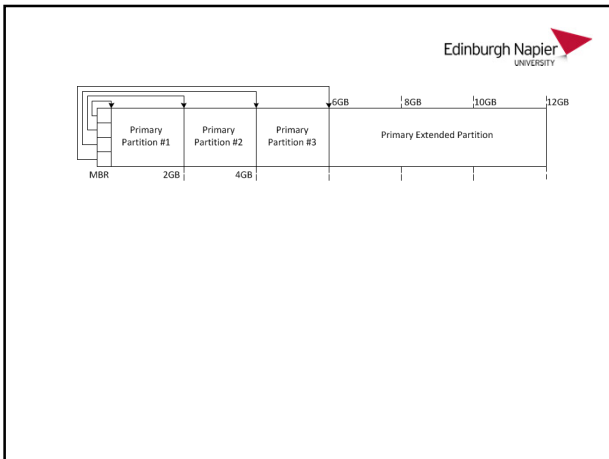 Edinburgh Napier
UNIVERSITY
6GB 8GB 10GB 12GB
Primary Partition #1
Primary Partition #2
Primary Partition #3
Primary Extended Partition
MBR 2GB 4GB